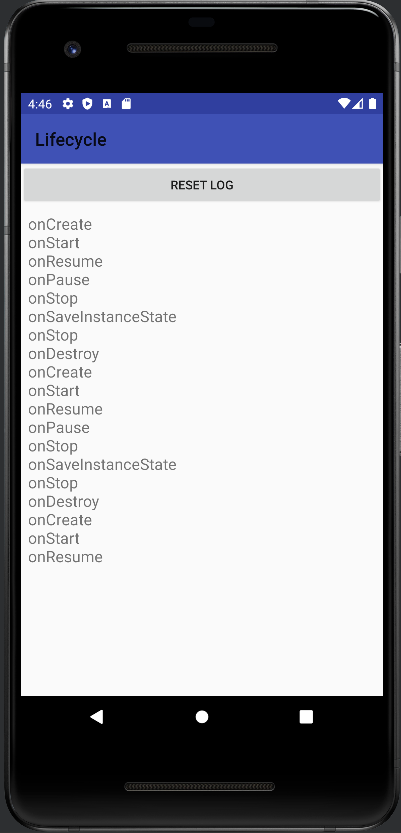 4:46
Lifecycle
RESET LOG
onCreate
onStart
onResume
onPause
onStop
onSaveInstanceState
onStop
onDestroy
onCreate
onStart
onResume
onPause
onStop
onSaveInstanceState
onStop
onDestroy
onCreate
onStart
onResume